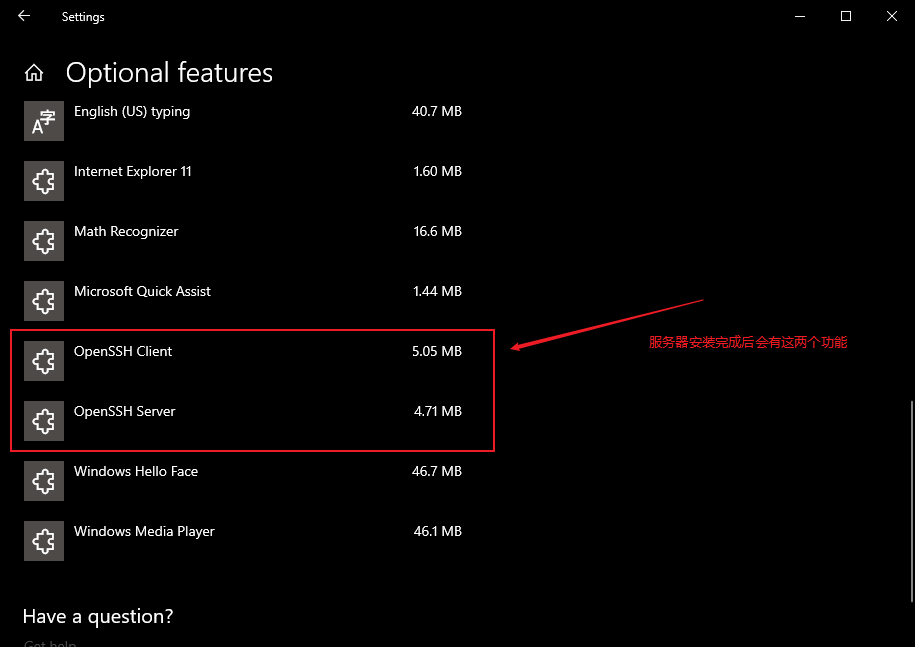 Settings
Optional features
English (US) typing 40.7 MB
Internet Explorer 11 1.60 MB
Math Recognizer 16.6 MB
Microsoft Quick Assist 1.44 MB
OpenSSH Client 5.05 MB
服务器安装完成后会有这两个功能
OpenSSH Server 4.71 MB
Windows Hello Face 46.7 MB
Windows Media Player 46.1 MB
Have a question?
Get help